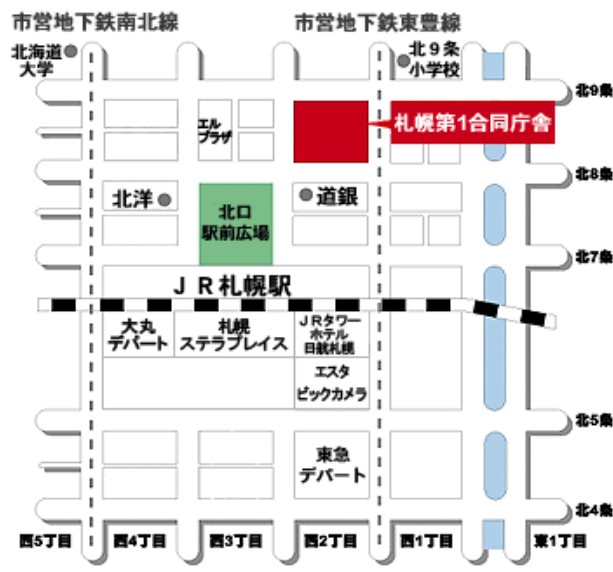 市営地下鉄南北線
市営地下鉄東豊線
北海道
大学
北9条
小学校
北9条
エル
プラザ
札幌第1合同庁舎
北8条
北洋
道銀
北口
駅前広場
北7条
JR札幌駅
大丸
デパート
札幌
ステラプレイス
JRタワー
ホテル
日航札幌
エスタ
ビックカメラ
北5条
東急
デパート
北4条
西5丁目
西4丁目
西3丁目
西2丁目
西1丁目
東1丁目